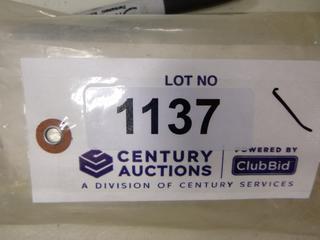 LOT NO
1137
CENTURY
AUCTIONS
POWERED BY
ClubBid
A DIVISION OF CENTURY SERVICES